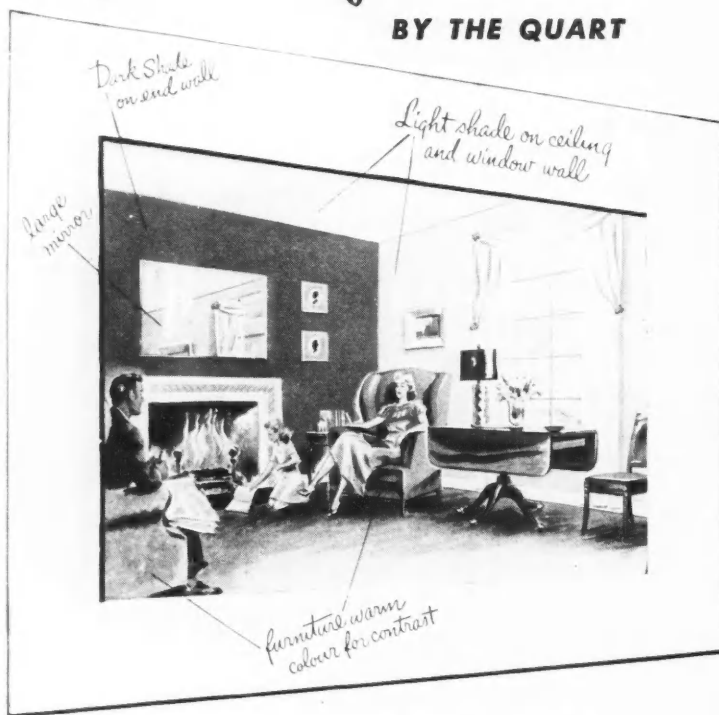 BY THE QUART
Dark Shade
on end wall
Light shade on ceiling
and window wall
large
mirror
furniture warm
colour for contrast